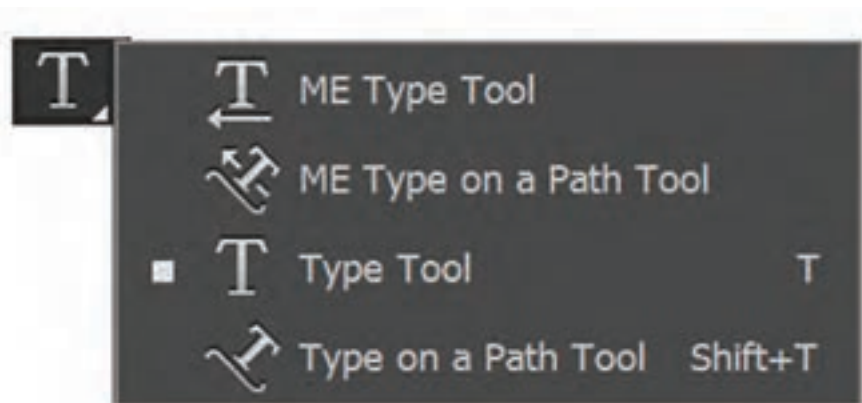 ME Type Tool
ME Type on a Path Tool
Type Tool T
Type on a Path Tool Shift+T